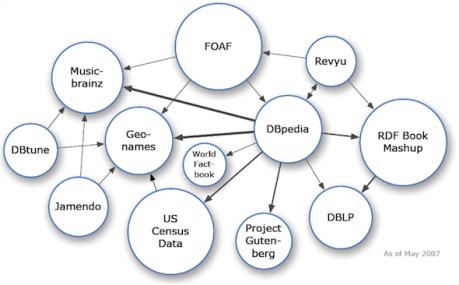 FOAF
Music-
brainz
Revyu
Geo-
names
DBpedia
RDF Book
Mashup
DBtune
World
Fact-
book
Jamendo
US
Census
Data
Project
Guten-
berg
DBLP
As of May 2007